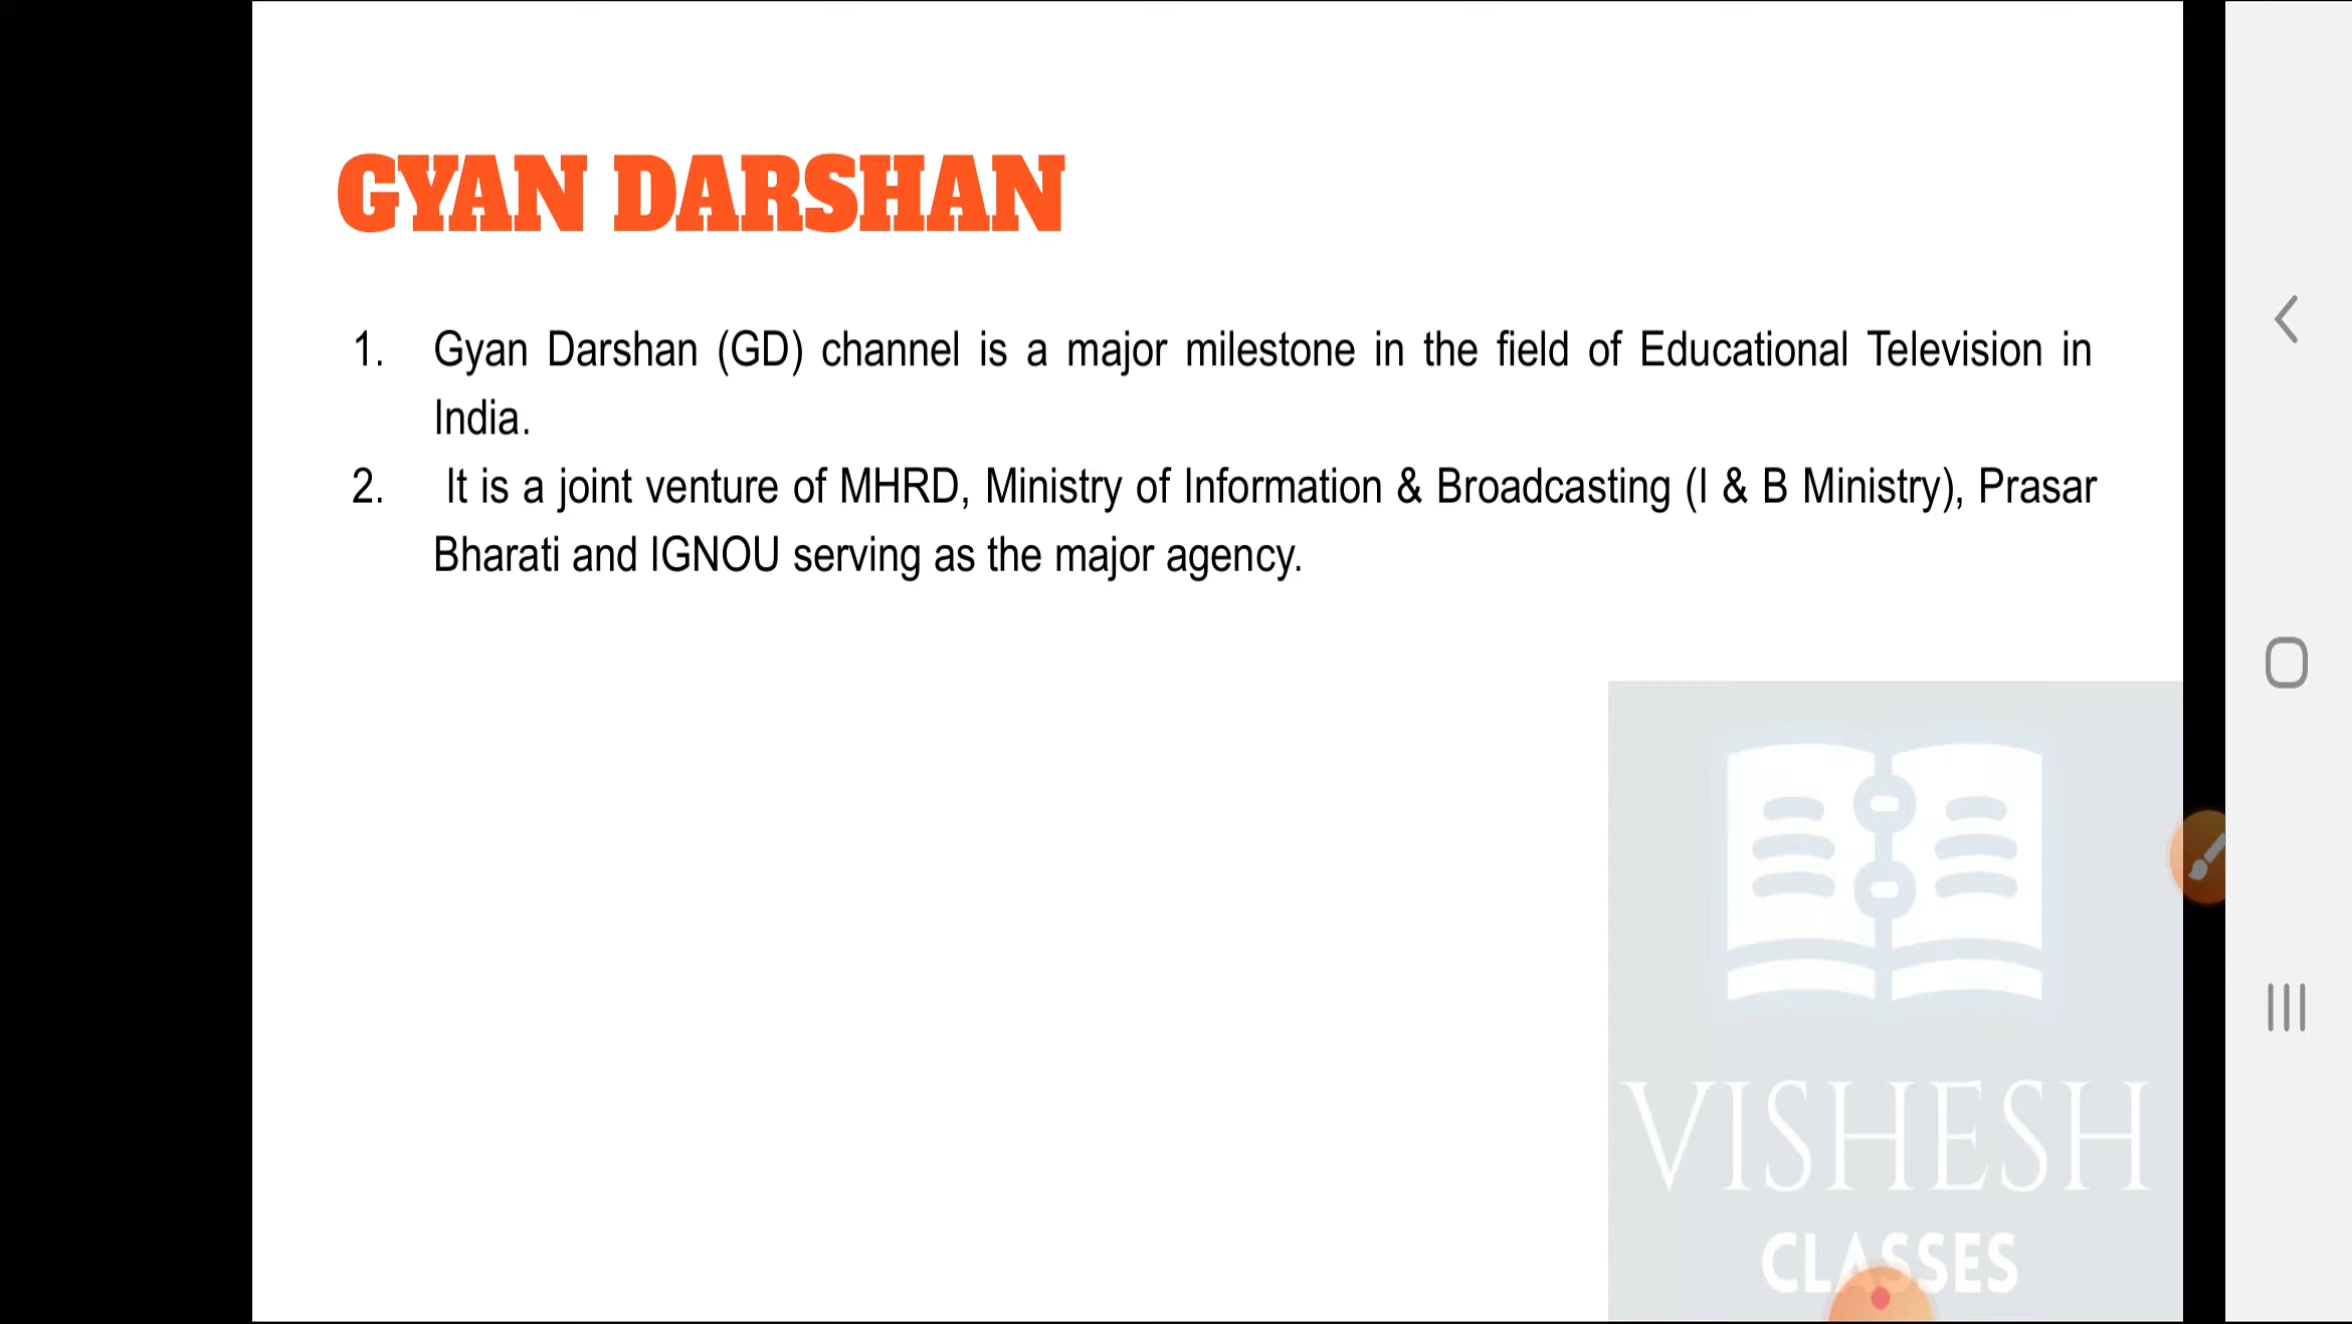 GYAN DARSHAN
1. Gyan Darshan (GD) channel is a major milestone in the field of Educational Television in
India.
2. It is a joint venture of MHRD, Ministry of Information & Broadcasting (I & B Ministry), Prasar
Bharati and IGNOU serving as the major agency.
VISHESH
CLASSES